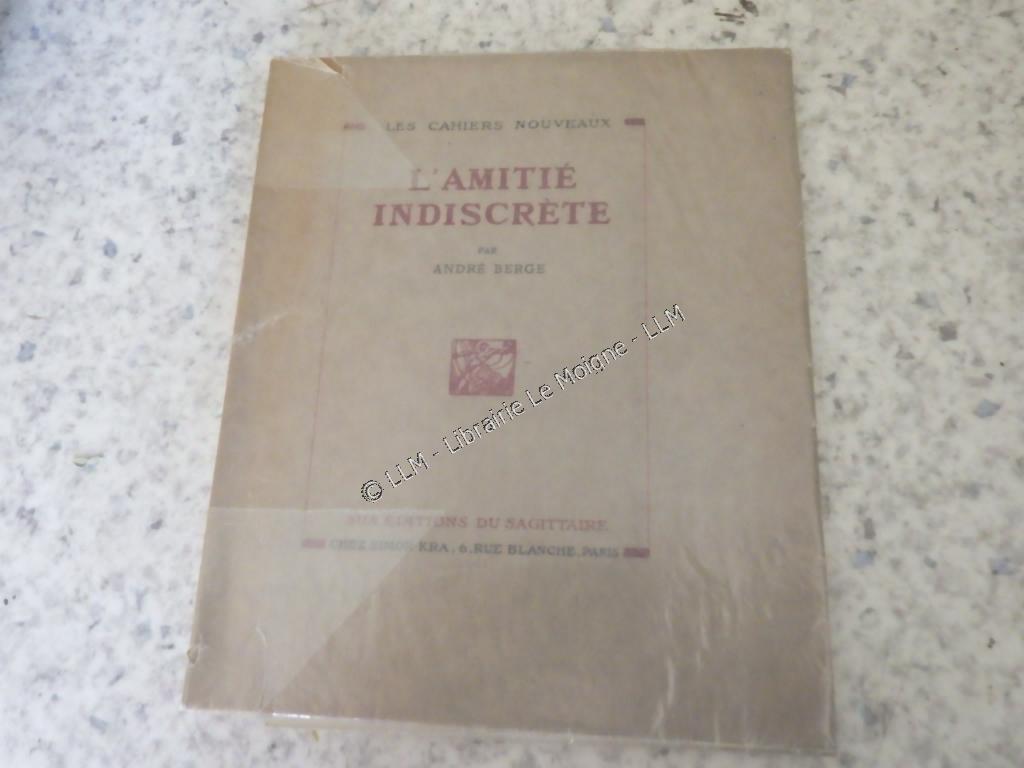 LES CAHIERS NOUVEAUX
L'AMITIÉ
INDISCRÈTE
PAR
ANDRÉ BERGE
© LLM - Librairie Le Moigne - LLM
AUX ÉDITIONS DU SAGITTAIRE
CHEZ SIMON KRA, 6, RUE BLANCHE, PARIS